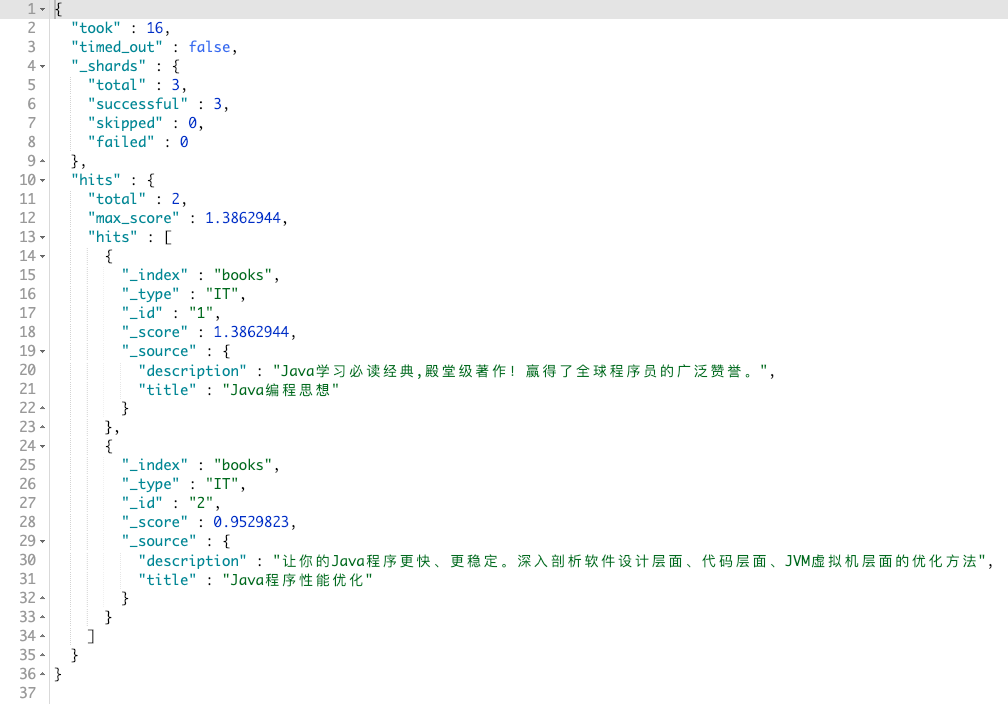 1 {
2 "took" : 16,
3 "timed_out" : false,
4 "_shards" : {
5 "total" : 3,
6 "successful" : 3,
7 "skipped" : 0,
8 "failed" : 0
9 },
10 "hits" : {
11 "total" : 2,
12 "max_score" : 1.3862944,
13 "hits" : [
14 {
15 "_index" : "books",
16 "_type" : "IT",
17 "_id" : "1",
18 "_score" : 1.3862944,
19 "_source" : {
20 "description" : "Java学习必读经典,殿堂级著作！赢得了全球程序员的广泛赞誉。",
21 "title" : "Java编程思想"
22 }
23 },
24 {
25 "_index" : "books",
26 "_type" : "IT",
27 "_id" : "2",
28 "_score" : 0.9529823,
29 "_source" : {
30 "description" : "让你的Java程序更快、更稳定。深入剖析软件设计层面、代码层面、JVM虚拟机层面的优化方法",
31 "title" : "Java程序性能优化"
32 }
33 }
34 ]
35 }
36 }
37